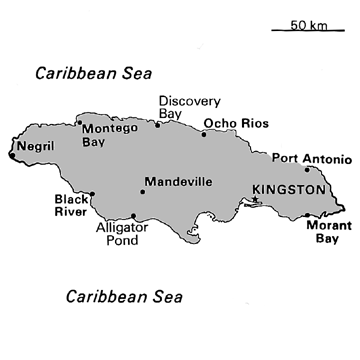 50 km
Caribbean Sea
Discovery
Bay
Montego
Bay
Ocho Rios
Negril
Port Antonio
Mandeville
KINGSTON
Black
River
Alligator
Pond
Morant
Bay
Caribbean Sea